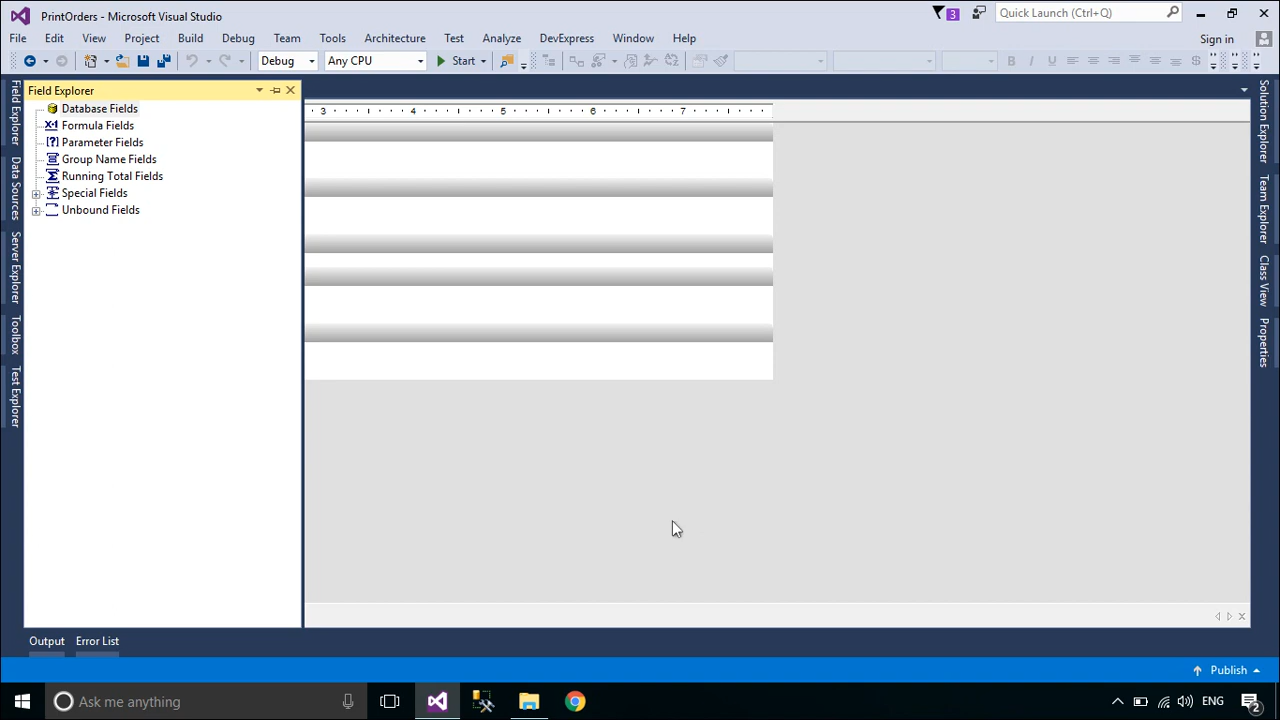 PrintOrders - Microsoft Visual Studio
3
Quick Launch (Ctrl+Q)
File Edit View Project Build Debug Team Tools Architecture Test Analyze DevExpress Window Help
Sign in
Debug Any CPU Start
Field Explorer
3 4 5 6 7
Database Fields
Formula Fields
Parameter Fields
Group Name Fields
Running Total Fields
Special Fields
Unbound Fields
Field Explorer
Data Sources
Server Explorer
Toolbox
Test Explorer
Solution Explorer
Team Explorer
Class View
Properties
Output Error List
Publish
Ask me anything
ENG
2